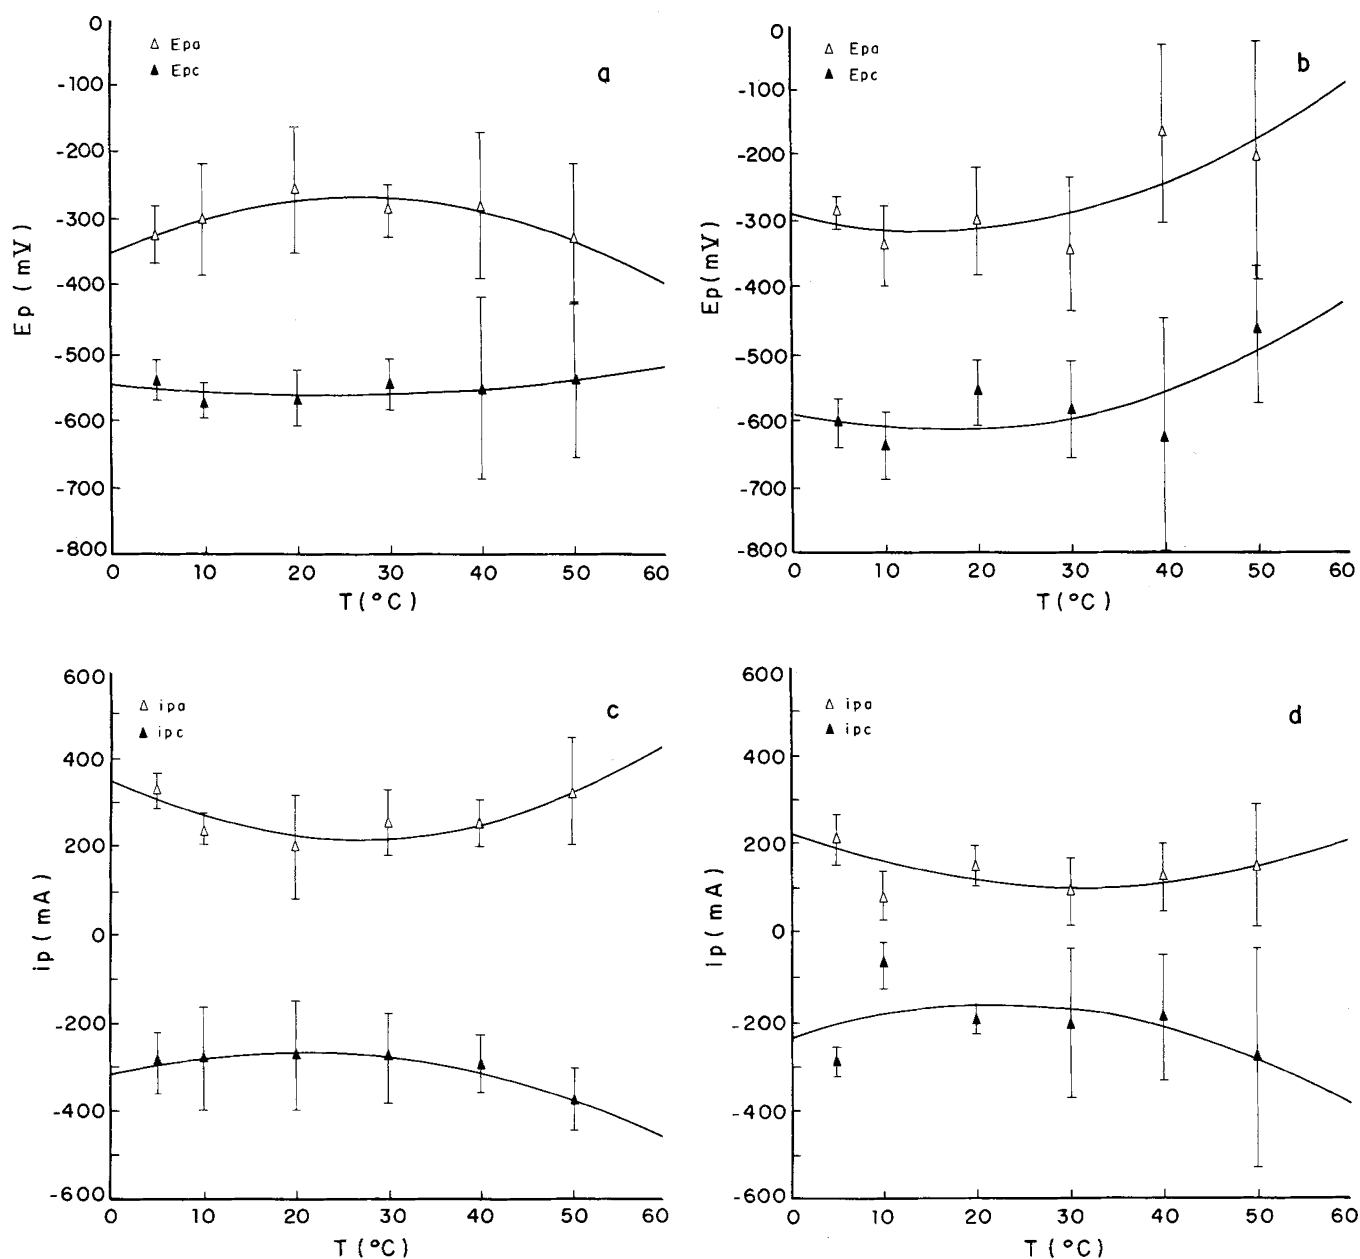 0
-100
-200
-300
-400
-500
-600
-700
-800
Ep (mV)
△ Epa
▲ Epc
a
0 10 20 30 40 50 60
T (°C)
0
-100
-200
-300
-400
-500
-600
-700
-800
Ep (mV)
△ Epa
▲ Epc
b
0 10 20 30 40 50 60
T (°C)
600
400
200
0
-200
-400
-600
ip (mA)
△ ipa
▲ ipc
c
0 10 20 30 40 50 60
T (°C)
600
400
200
0
-200
-400
-600
Ip (mA)
△ ipa
▲ ipc
d
0 10 20 30 40 50 60
T (°C)